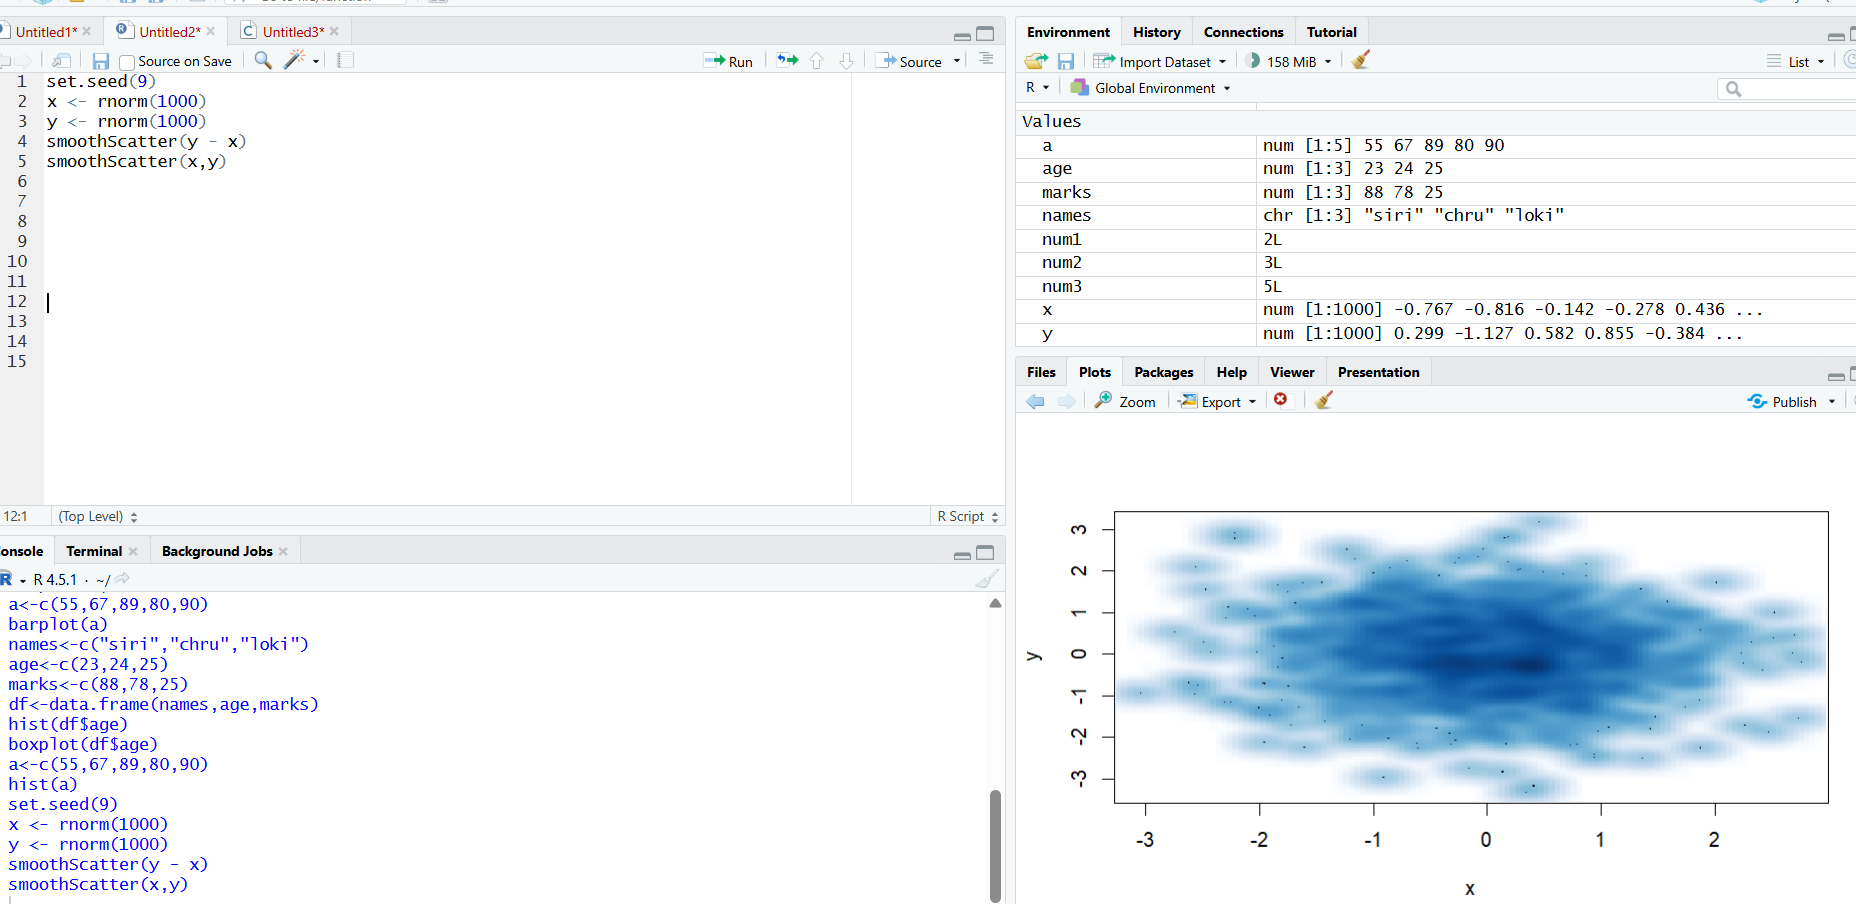 Untitled1*
Untitled2*
Untitled3*
Source on Save
Run
Source
1 set.seed(9)
2 x <- rnorm(1000)
3 y <- rnorm(1000)
4 smoothScatter(y - x)
5 smoothScatter(x,y)
6
7
8
9
10
11
12
13
14
15
12:1 (Top Level) R Script
onsole Terminal Background Jobs
R 4.5.1 · ~/
a<-c(55,67,89,80,90)
barplot(a)
names<-c("siri","chru","loki")
age<-c(23,24,25)
marks<-c(88,78,25)
df<-data.frame(names,age,marks)
hist(df$age)
boxplot(df$age)
a<-c(55,67,89,80,90)
hist(a)
set.seed(9)
x <- rnorm(1000)
y <- rnorm(1000)
smoothScatter(y - x)
smoothScatter(x,y)
Environment History Connections Tutorial
Import Dataset 158 MiB List
R Global Environment
Values
a num [1:5] 55 67 89 80 90
age num [1:3] 23 24 25
marks num [1:3] 88 78 25
names chr [1:3] "siri" "chru" "loki"
num1 2L
num2 3L
num3 5L
x num [1:1000] -0.767 -0.816 -0.142 -0.278 0.436 ...
y num [1:1000] 0.299 -1.127 0.582 0.855 -0.384 ...
Files Plots Packages Help Viewer Presentation
Zoom Export Publish
3
2
1
0
-1
-2
-3
y
-3 -2 -1 0 1 2
x